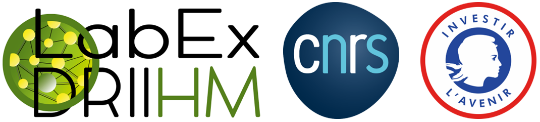 LabEx
DRIIHM
cnrs
INVESTIR
L'AVENIR